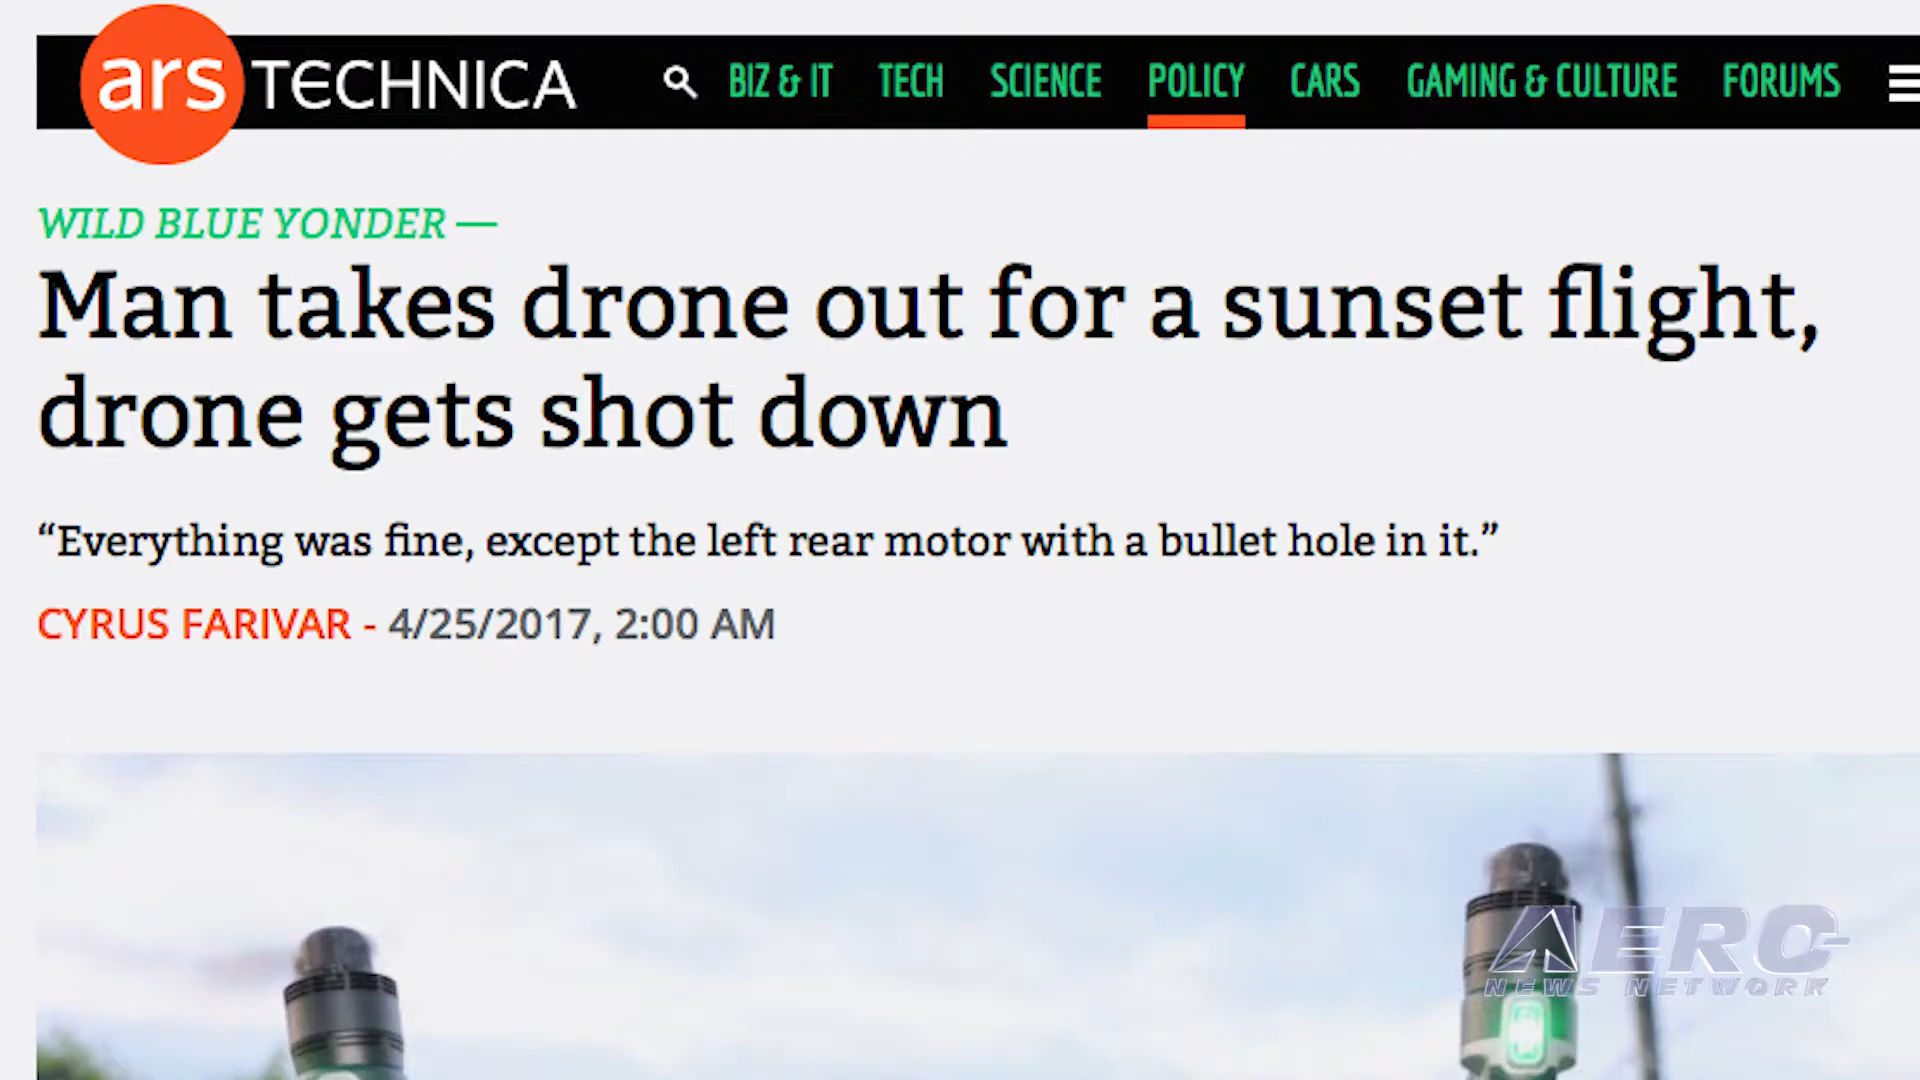 ars TECHNICA BIZ & IT TECH SCIENCE POLICY CARS GAMING & CULTURE FORUMS
WILD BLUE YONDER —
Man takes drone out for a sunset flight,
drone gets shot down
“Everything was fine, except the left rear motor with a bullet hole in it.”
CYRUS FARIVAR - 4/25/2017, 2:00 AM
AERO
NEWS NETWORK